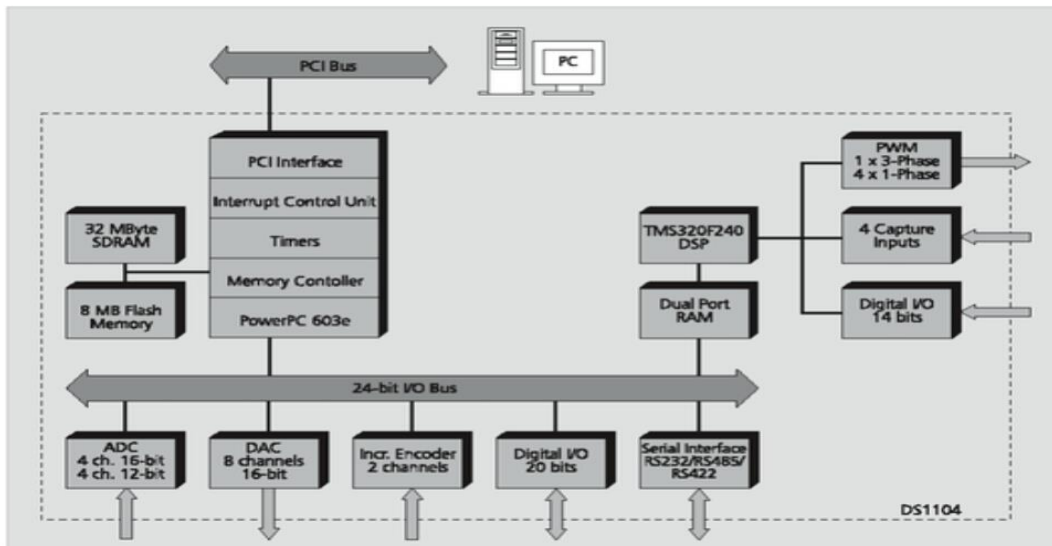 PCI Bus
PC
PCI Interface
Interrupt Control Unit
Timers
Memory Contoller
PowerPC 603e
32 MByte
SDRAM
8 MB Flash
Memory
TMS320F240
DSP
Dual Port
RAM
PWM
1 x 3-Phase
4 x 1-Phase
4 Capture
Inputs
Digital I/O
14 bits
24-bit I/O Bus
ADC
4 ch. 16-bit
4 ch. 12-bit
DAC
8 channels
16-bit
Incr. Encoder
2 channels
Digital I/O
20 bits
Serial Interface
RS232/RS485/
RS422
DS1104